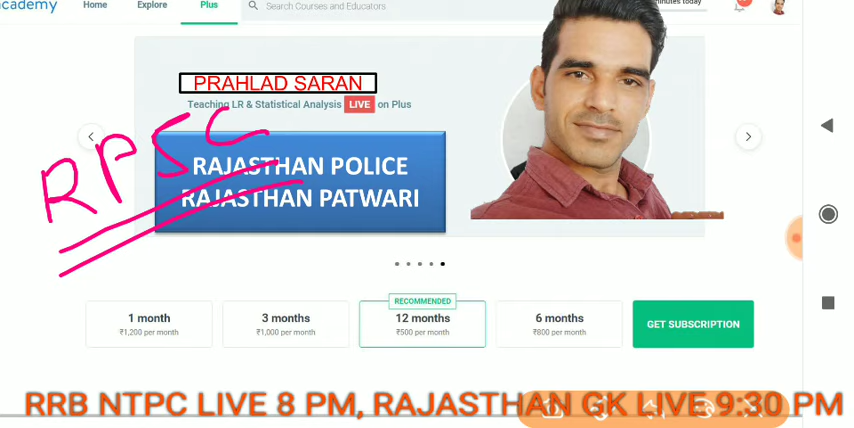 academy Home Explore Plus Search Courses and Educators minutes today
PRAHLAD SARAN
Teaching LR & Statistical Analysis LIVE on Plus
RPSC
RAJASTHAN POLICE
RAJASTHAN PATWARI
RECOMMENDED
1 month 3 months 12 months 6 months GET SUBSCRIPTION
₹1,200 per month ₹1,000 per month ₹500 per month ₹800 per month
RRB NTPC LIVE 8 PM, RAJASTHAN GK LIVE 9:30 PM